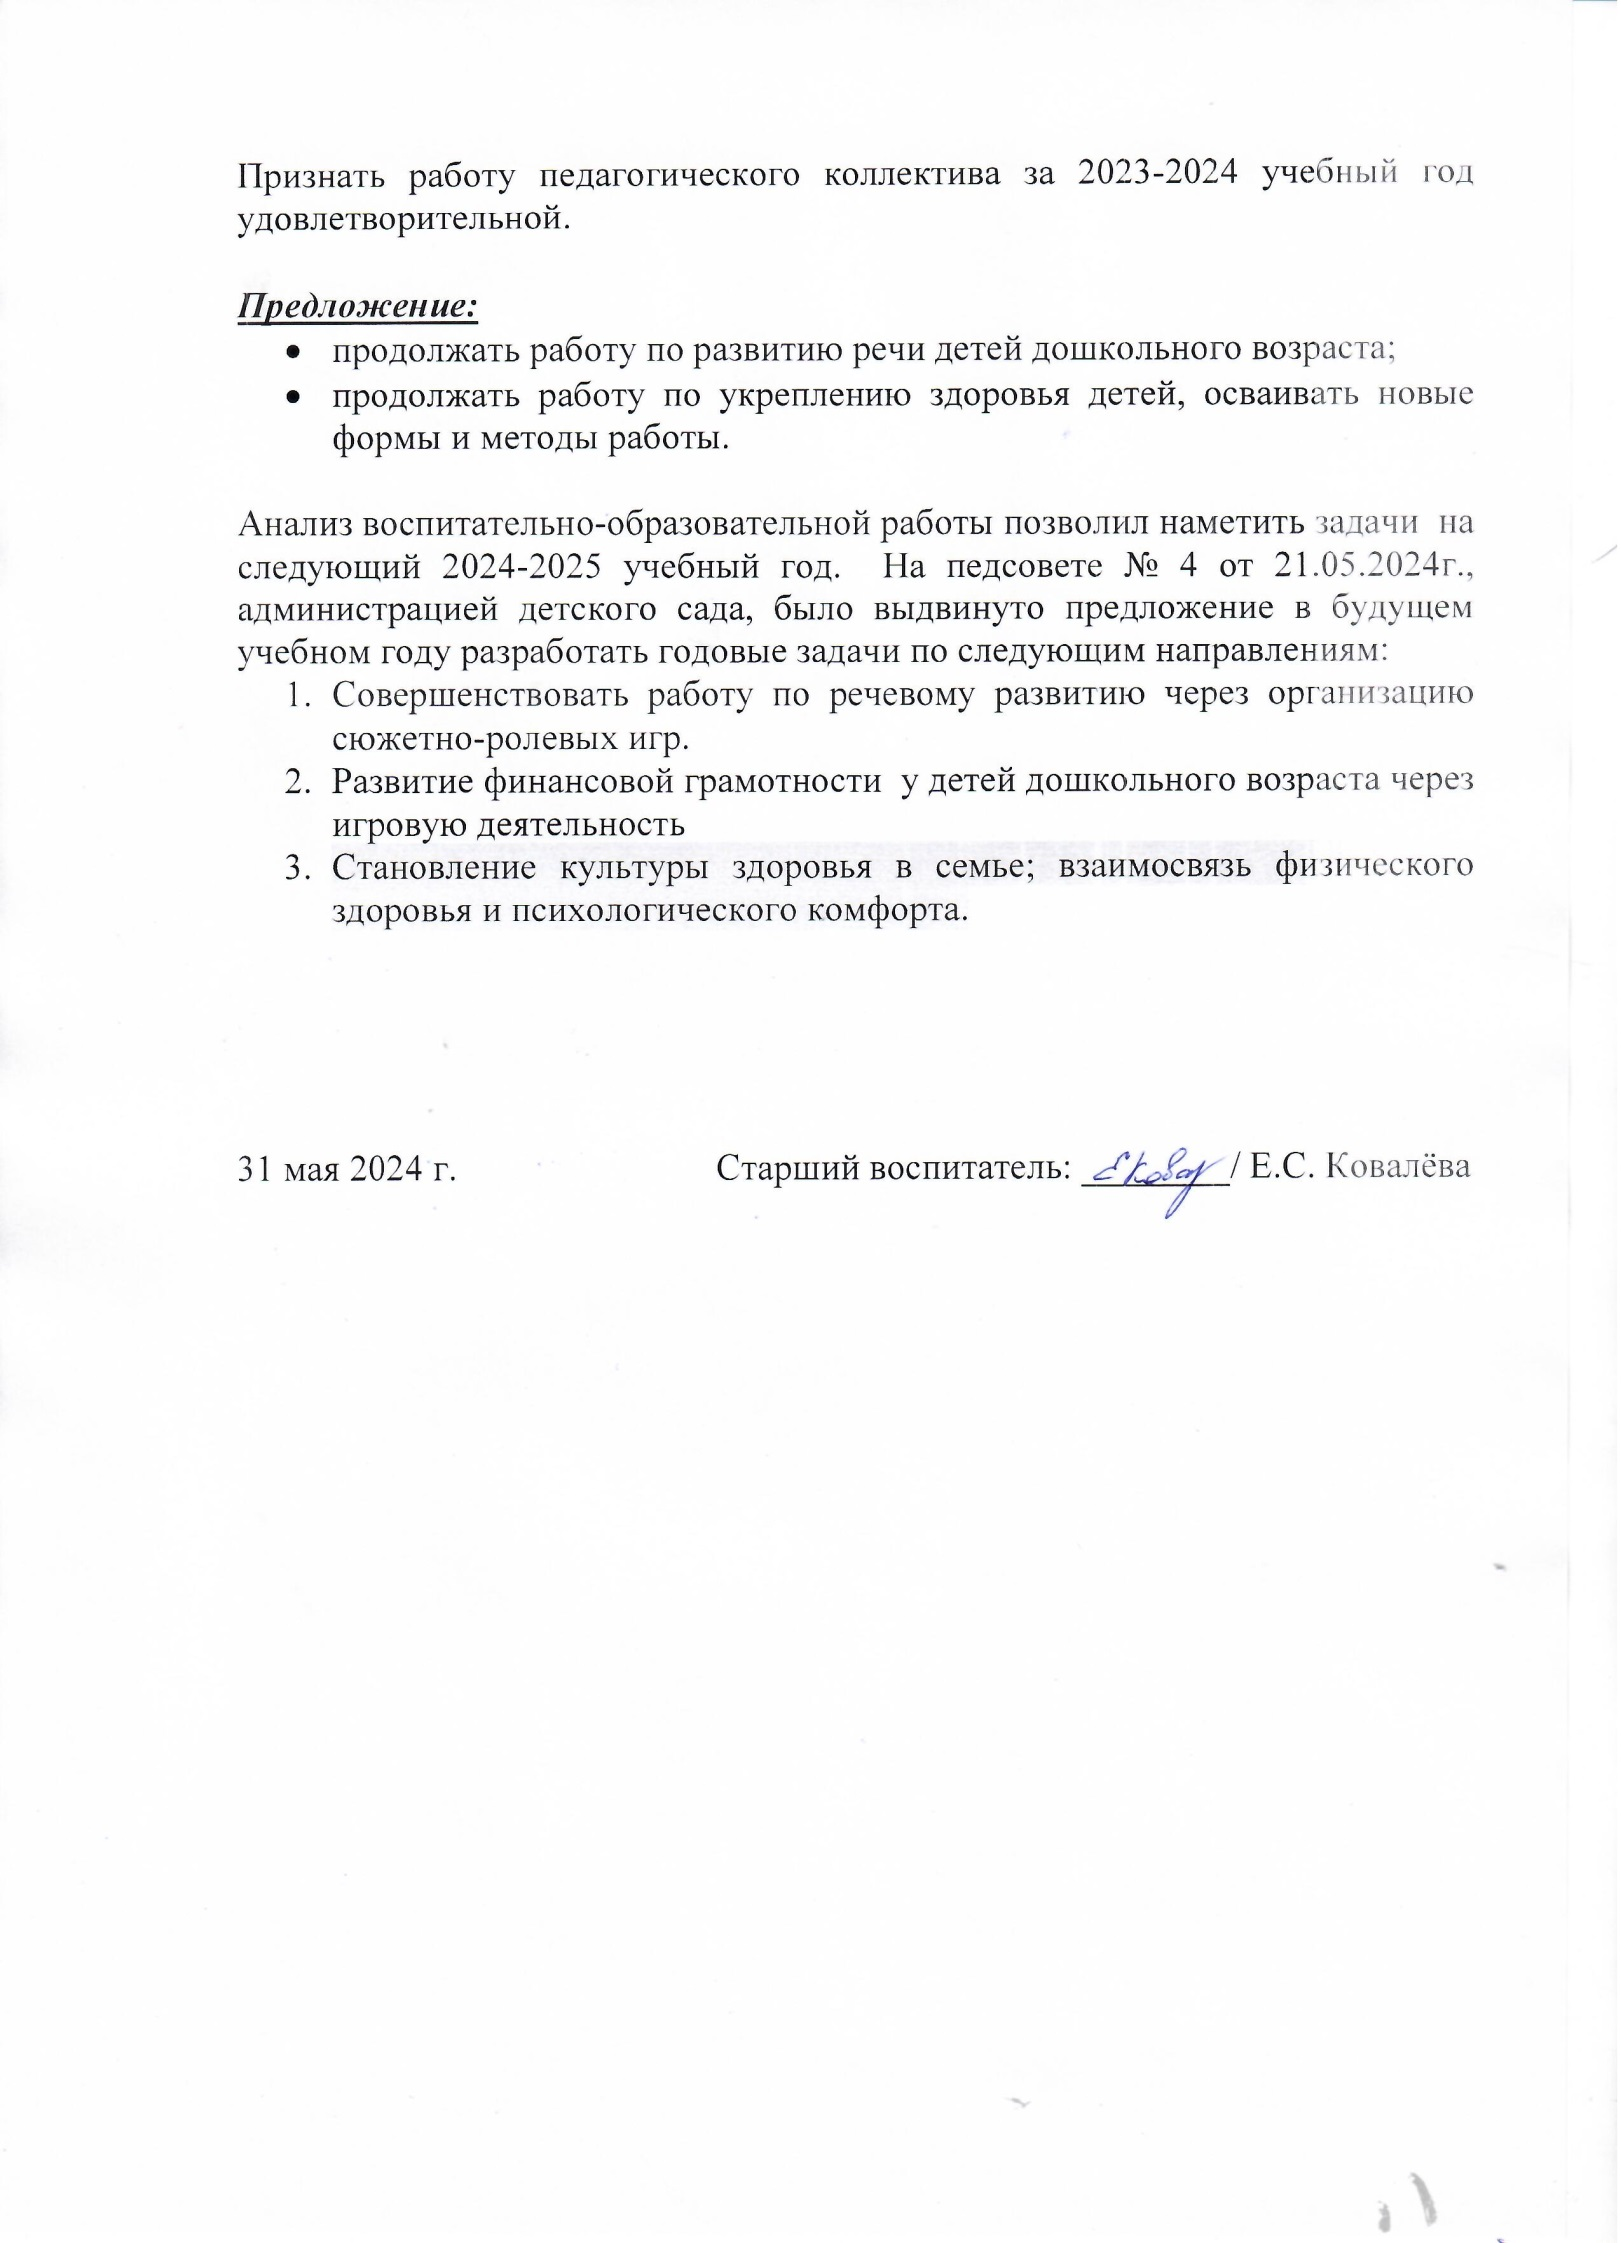 Признать работу педагогического коллектива за 2023-2024 учебный год
удовлетворительной.
Предложение:
• продолжать работу по развитию речи детей дошкольного возраста;
• продолжать работу по укреплению здоровья детей, осваивать новые
формы и методы работы.
Анализ воспитательно-образовательной работы позволил наметить задачи на
следующий 2024-2025 учебный год. На педсовете № 4 от 21.05.2024г.,
администрацией детского сада, было выдвинуто предложение в будущем
учебном году разработать годовые задачи по следующим направлениям:
1. Совершенствовать работу по речевому развитию через организацию
сюжетно-ролевых игр.
2. Развитие финансовой грамотности у детей дошкольного возраста через
игровую деятельность
3. Становление культуры здоровья в семье; взаимосвязь физического
здоровья и психологического комфорта.
31 мая 2024 г. Старший воспитатель: / Е.С. Ковалёва